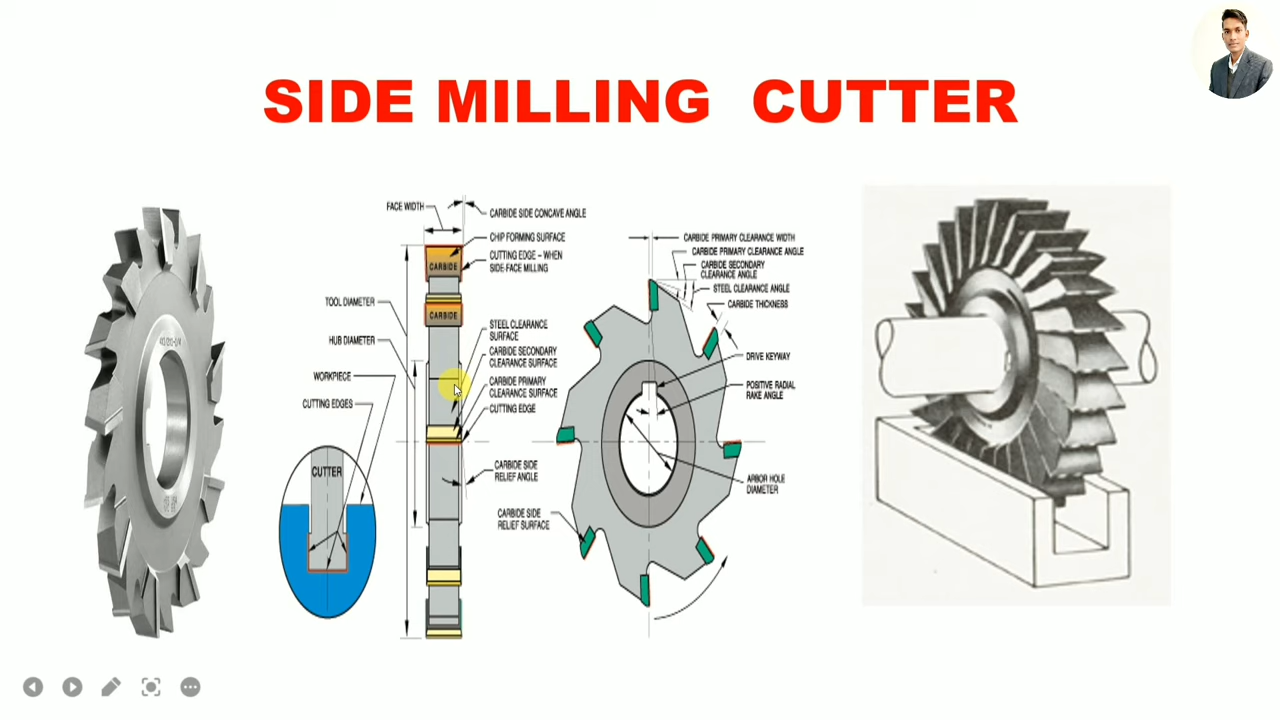 SIDE MILLING CUTTER
FACE WIDTH
CARBIDE SIDE CONCAVE ANGLE
CHIP FORMING SURFACE
CUTTING EDGE – WHEN
SIDE-FACE MILLING
CARBIDE
CARBIDE
TOOL DIAMETER
HUB DIAMETER
WORKPIECE
CUTTING EDGES
CUTTER
STEEL CLEARANCE
SURFACE
CARBIDE SECONDARY
CLEARANCE SURFACE
CARBIDE PRIMARY
CLEARANCE SURFACE
CUTTING EDGE
CARBIDE SIDE
RELIEF ANGLE
CARBIDE SIDE
RELIEF SURFACE
CARBIDE PRIMARY CLEARANCE WIDTH
CARBIDE PRIMARY CLEARANCE ANGLE
CARBIDE SECONDARY
CLEARANCE ANGLE
STEEL CLEARANCE ANGLE
CARBIDE THICKNESS
DRIVE KEYWAY
POSITIVE RADIAL
RAKE ANGLE
ARBOR HOLE
DIAMETER